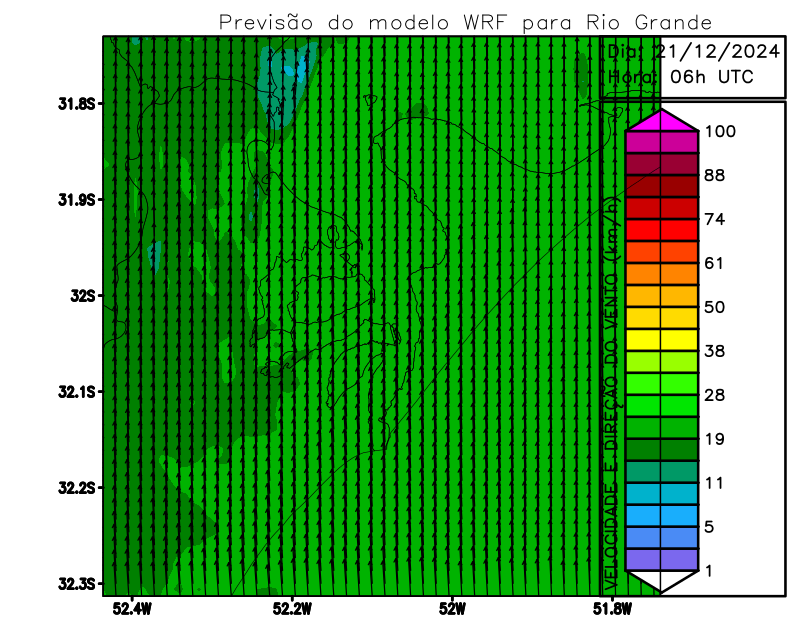 Previsão do modelo WRF para Rio Grande
Dia: 21/12/2024
Hora: 06h UTC
31.8S
31.9S
32S
32.1S
32.2S
32.3S
52.4W
52.2W
52W
51.8W
VELOCIDADE E DIREÇÃO DO VENTO (km/h)
100
88
74
61
50
38
28
19
11
5
1